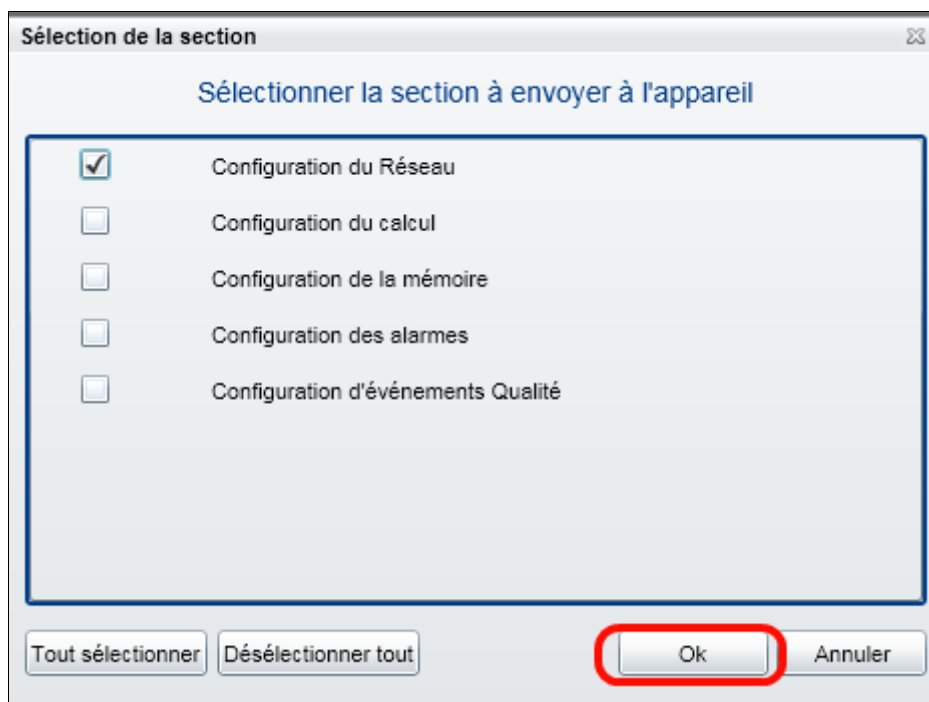 Sélection de la section
Sélectionner la section à envoyer à l'appareil
Configuration du Réseau
Configuration du calcul
Configuration de la mémoire
Configuration des alarmes
Configuration d'événements Qualité
Tout sélectionner Désélectionner tout Ok Annuler